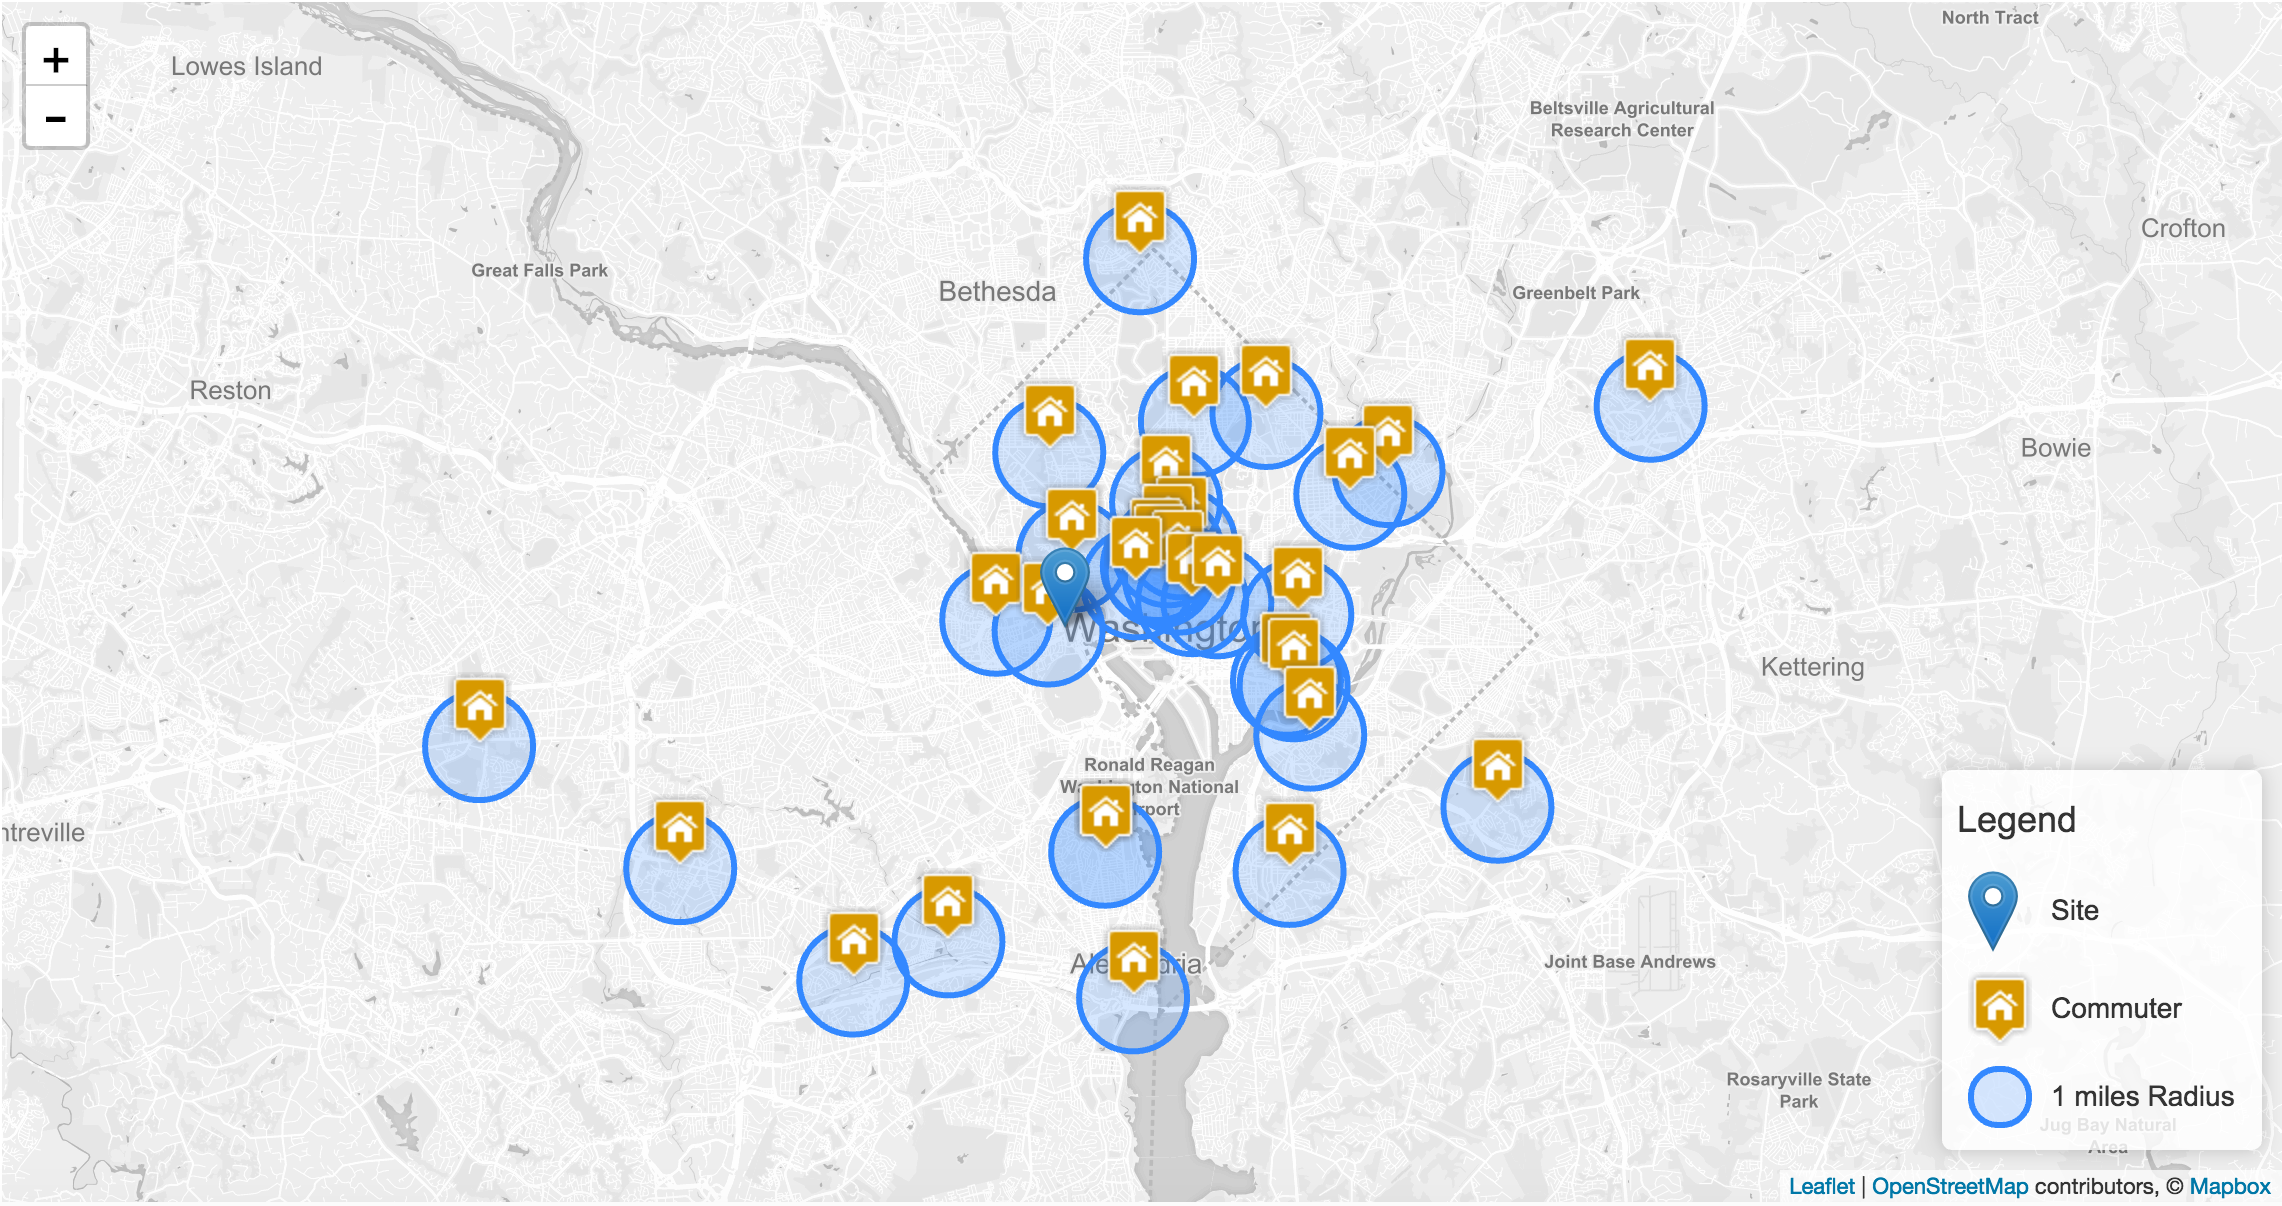 +
−
North Tract
Lowes Island
Beltsville Agricultural
Research Center
Crofton
Great Falls Park
Bethesda
Greenbelt Park
Reston
Bowie
Washington
Kettering
Ronald Reagan
Washington National
Airport
ntreville
Alexandria
Joint Base Andrews
Rosaryville State
Park
Legend
Site
Commuter
1 miles Radius
Jug Bay Natural
Area
Leaflet | OpenStreetMap contributors, © Mapbox